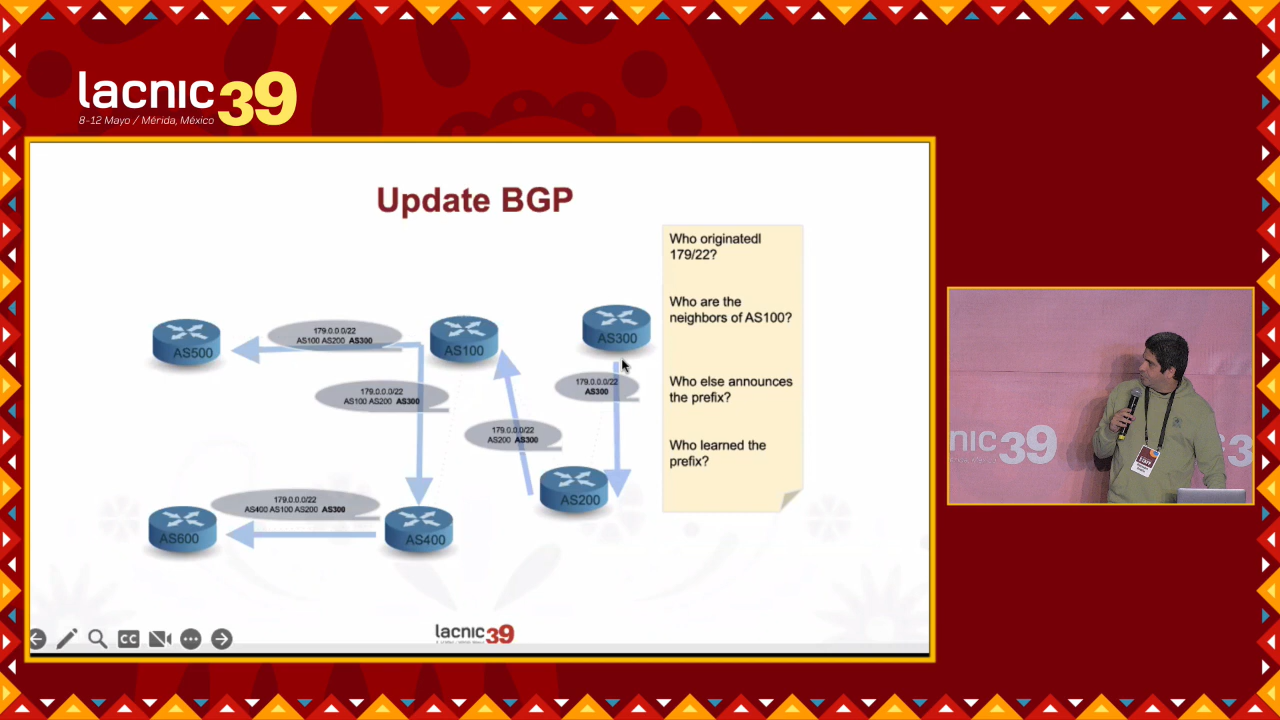 lacnic39
8-12 Mayo / Mérida, México
Update BGP
Who originatedl
179/22?
Who are the
neighbors of AS100?
Who else announces
the prefix?
Who learned the
prefix?
179.0.0.0/22
AS100 AS200 AS300
AS500
AS100
AS300
179.0.0.0/22
AS100 AS200 AS300
179.0.0.0/22
AS300
179.0.0.0/22
AS200 AS300
AS200
179.0.0.0/22
AS400 AS100 AS200 AS300
AS600
AS400
lacnic39
CC
nic39
3